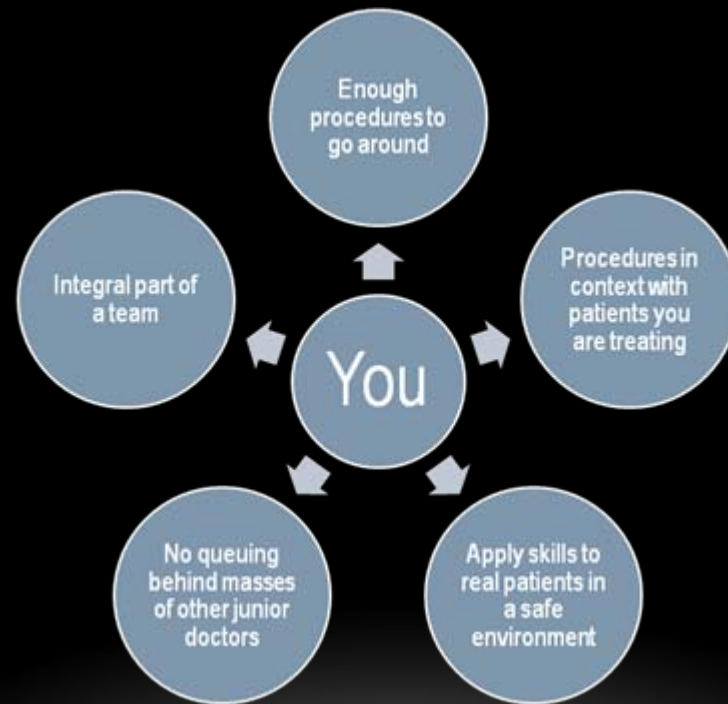 Enough
procedures to
go around
Integral part of
a team
Procedures in
context with
patients you
are treating
You
No queuing
behind masses
of other junior
doctors
Apply skills to
real patients in
a safe
environment